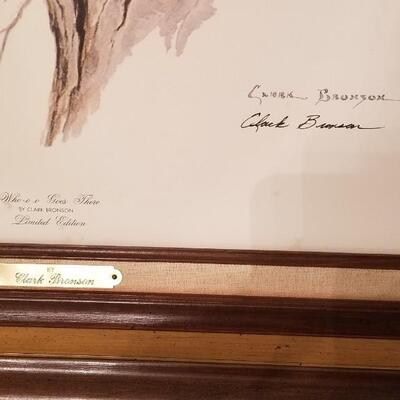 Clark Bronson
Clark Bronson
Who-o-o Goes There
BY CLARK BRONSON
Limited Edition
BY
Clark Bronson